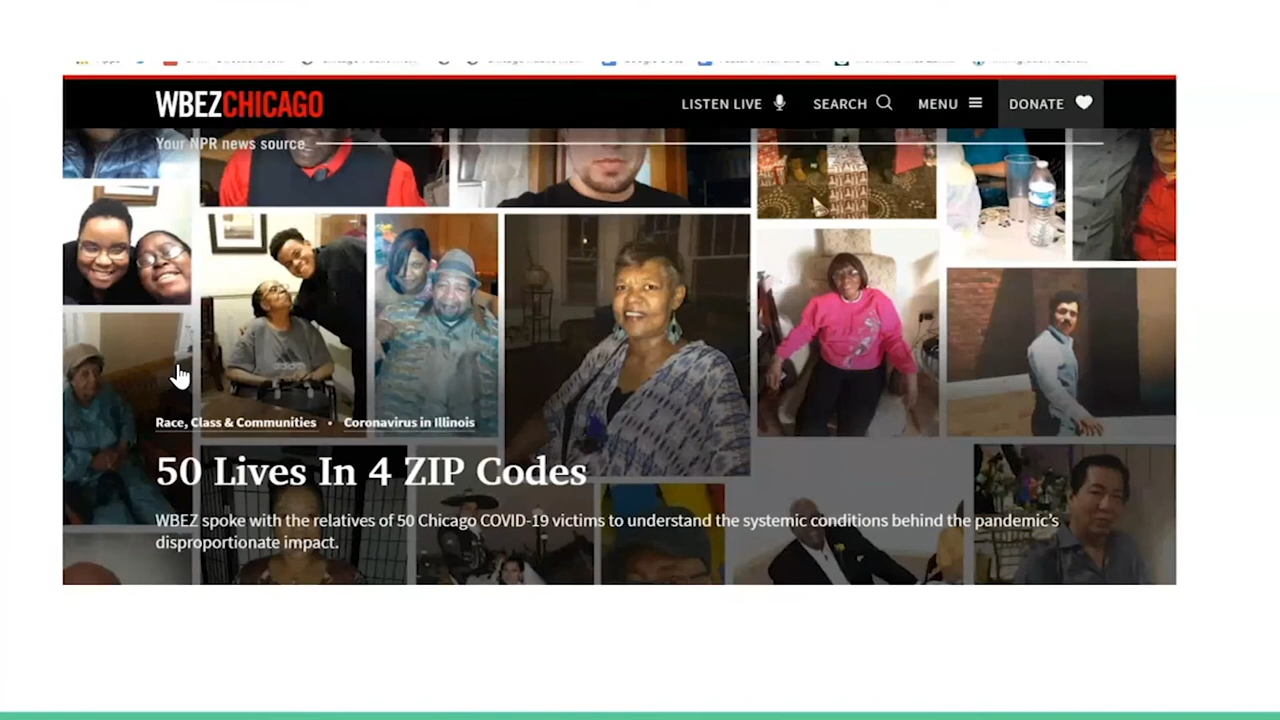 WBEZCHICAGO
LISTEN LIVE
SEARCH
MENU
DONATE
Your NPR news source
Race, Class & Communities • Coronavirus in Illinois
50 Lives In 4 ZIP Codes
WBEZ spoke with the relatives of 50 Chicago COVID-19 victims to understand the systemic conditions behind the pandemic's
disproportionate impact.